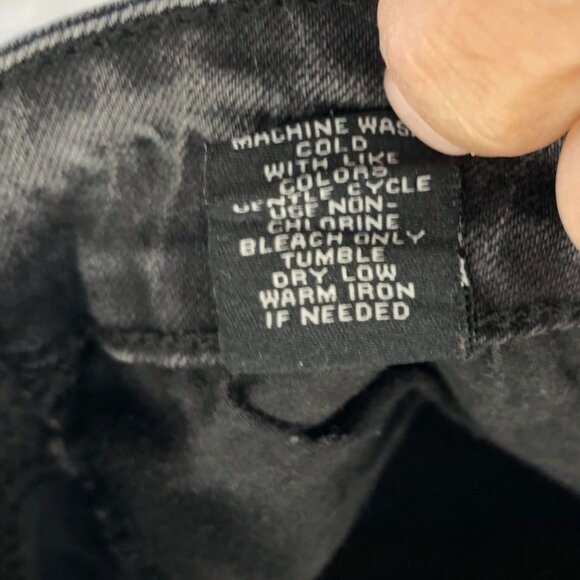 MACHINE WASH
COLD
WITH LIKE
COLORS
GENTLE CYCLE
USE NON-
CHLORINE
BLEACH ONLY
TUMBLE
DRY LOW
WARM IRON
IF NEEDED